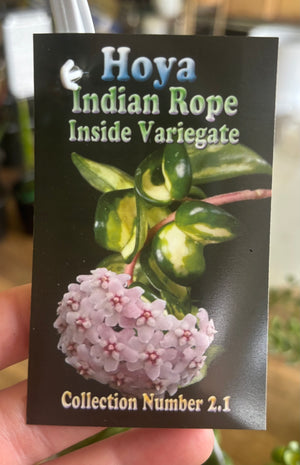 Hoya
Indian Rope
Inside Variegate
Collection Number 2.1